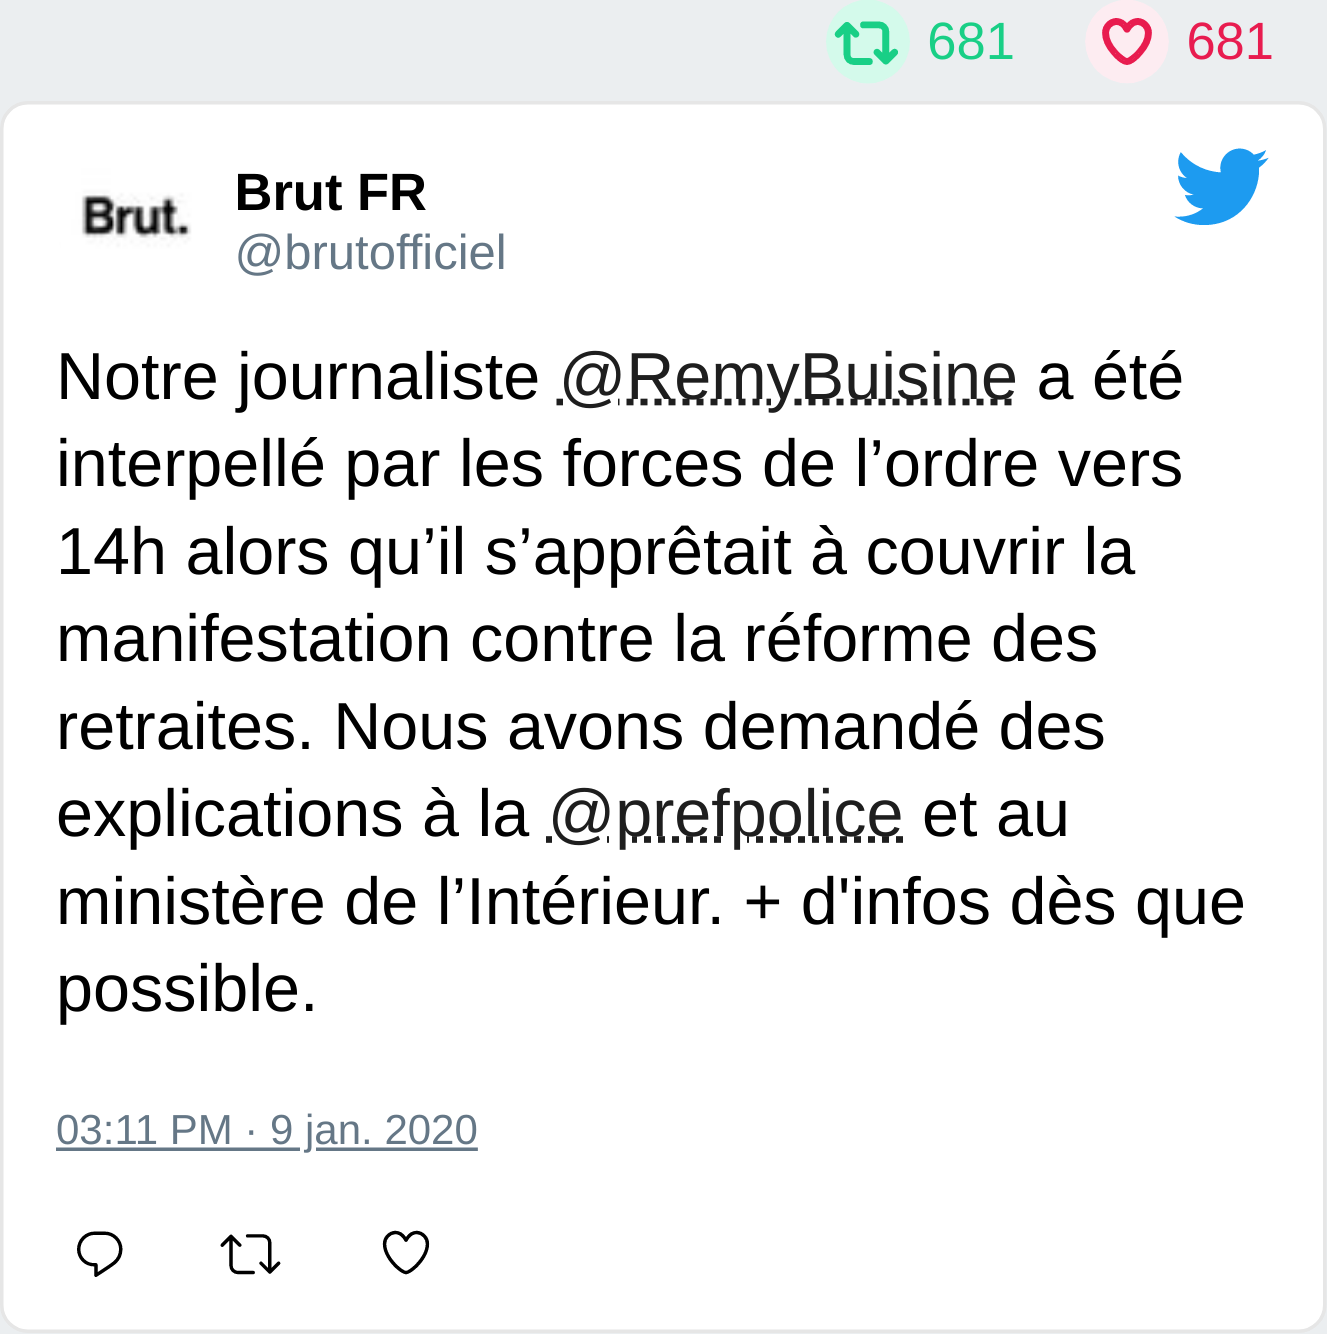 681 681
Brut.
Brut FR
@brutofficiel
Notre journaliste @RemyBuisine a été
interpellé par les forces de l’ordre vers
14h alors qu’il s’apprêtait à couvrir la
manifestation contre la réforme des
retraites. Nous avons demandé des
explications à la @prefpolice et au
ministère de l’Intérieur. + d'infos dès que
possible.
03:11 PM · 9 jan. 2020